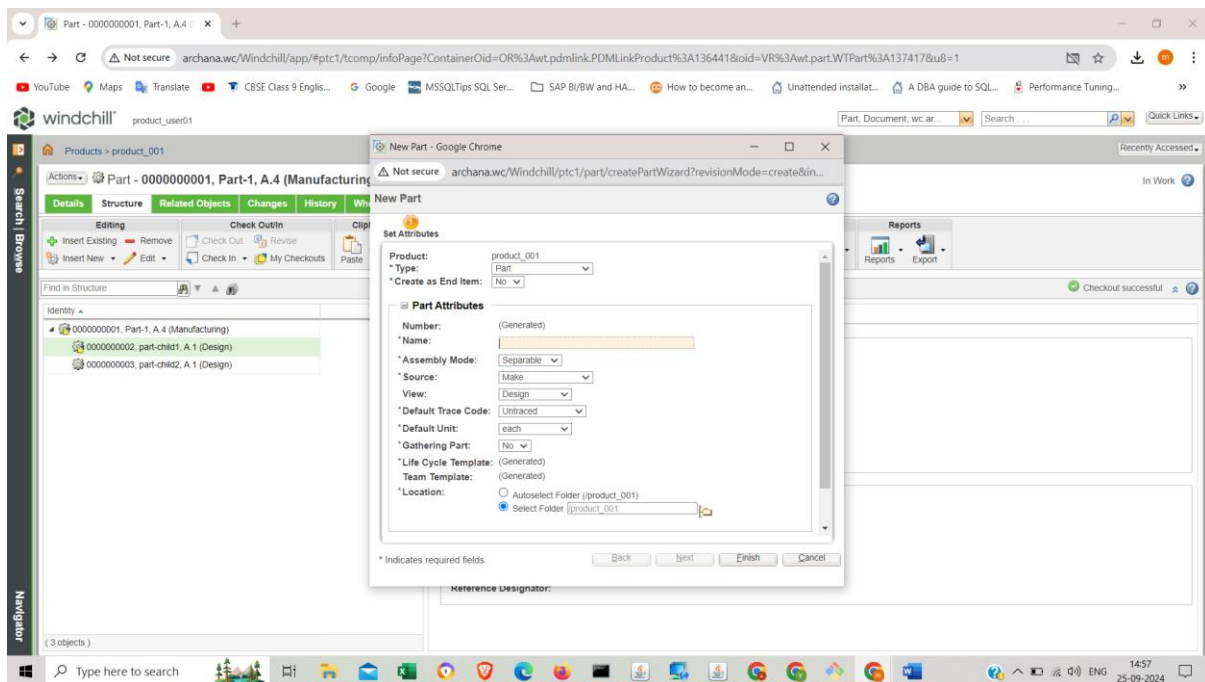 Part - 0000000001, Part-1, A.4
Not secure archana.wc/Windchill/app/#ptc1/tcomp/infoPage?ContainerOid=OR%3Awt.pdmlink.PDMLinkProduct%3A136441&oid=VR%3Awt.part.WTPart%3A137417&u8=1
YouTube Maps Translate CBSE Class 9 Englis... Google MSSQLTips SQL Ser... SAP BI/BW and HA... How to become an... Unattended installat... A DBA guide to SQL... Performance Tuning... »
windchill product_user01 Part, Document, wc.ar... Search . . . Quick Links
Products > product_001 Recently Accessed
Actions Part - 0000000001, Part-1, A.4 (Manufacturing In Work
Details Structure Related Objects Changes History Wh
Editing Check Out/In Clip Reports
Insert Existing Remove Check Out Revise
Insert New Edit Check In My Checkouts Paste Reports Export
Find in Structure Checkout successful
Identity
0000000001, Part-1, A.4 (Manufacturing)
0000000002, part-child1, A.1 (Design)
0000000003, part-child2, A.1 (Design)
(3 objects)
Search | Browse
Navigator
New Part - Google Chrome
Not secure archana.wc/Windchill/ptc1/part/createPartWizard?revisionMode=create&in...
New Part
Set Attributes
Product: product_001
*Type: Part
*Create as End Item: No
Part Attributes
Number: (Generated)
*Name:
*Assembly Mode: Separable
*Source: Make
View: Design
*Default Trace Code: Untraced
*Default Unit: each
*Gathering Part: No
*Life Cycle Template: (Generated)
Team Template: (Generated)
*Location: Autoselect Folder (/product_001)
Select Folder /product_001
* Indicates required fields. Back Next Finish Cancel
Reference Designator:
Type here to search ENG 14:57
25-09-2024